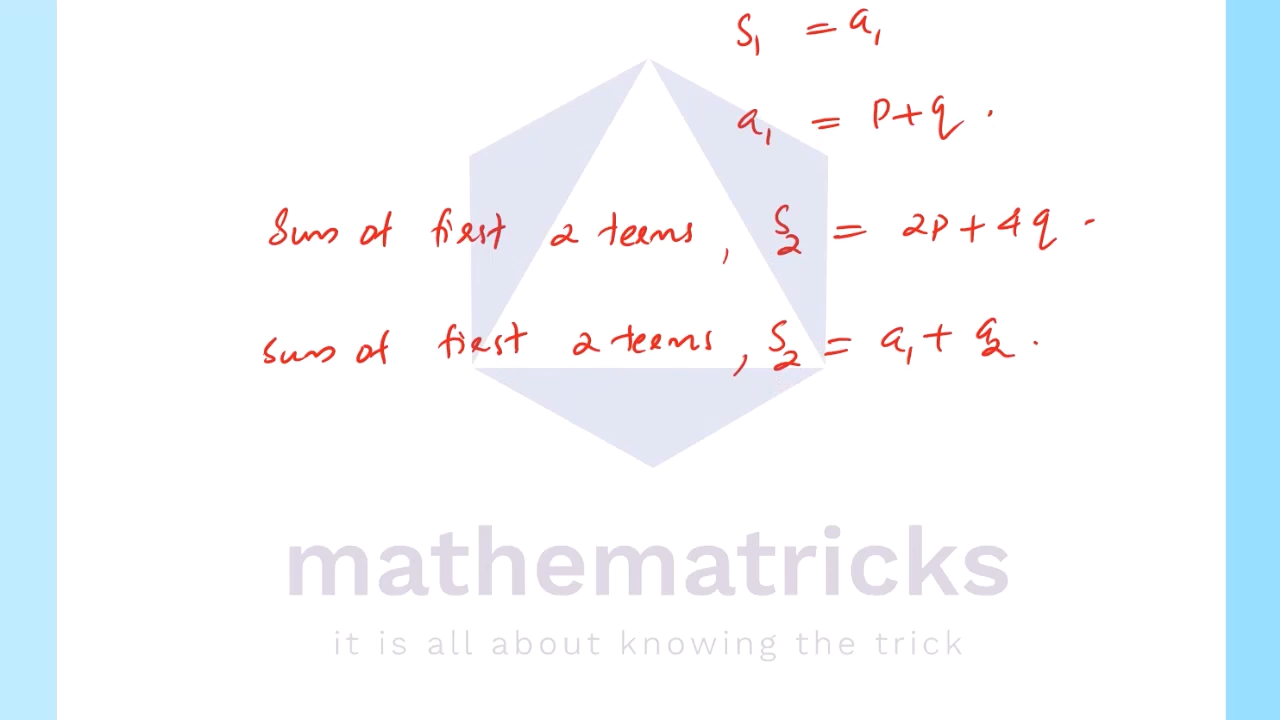 S₁ = a₁
a₁ = p+q .
Sum of first 2 terms, S₂ = 2p+4q .
sum of first 2 terms, S₂ = a₁ + a₂ .
mathematricks
it is all about knowing the trick